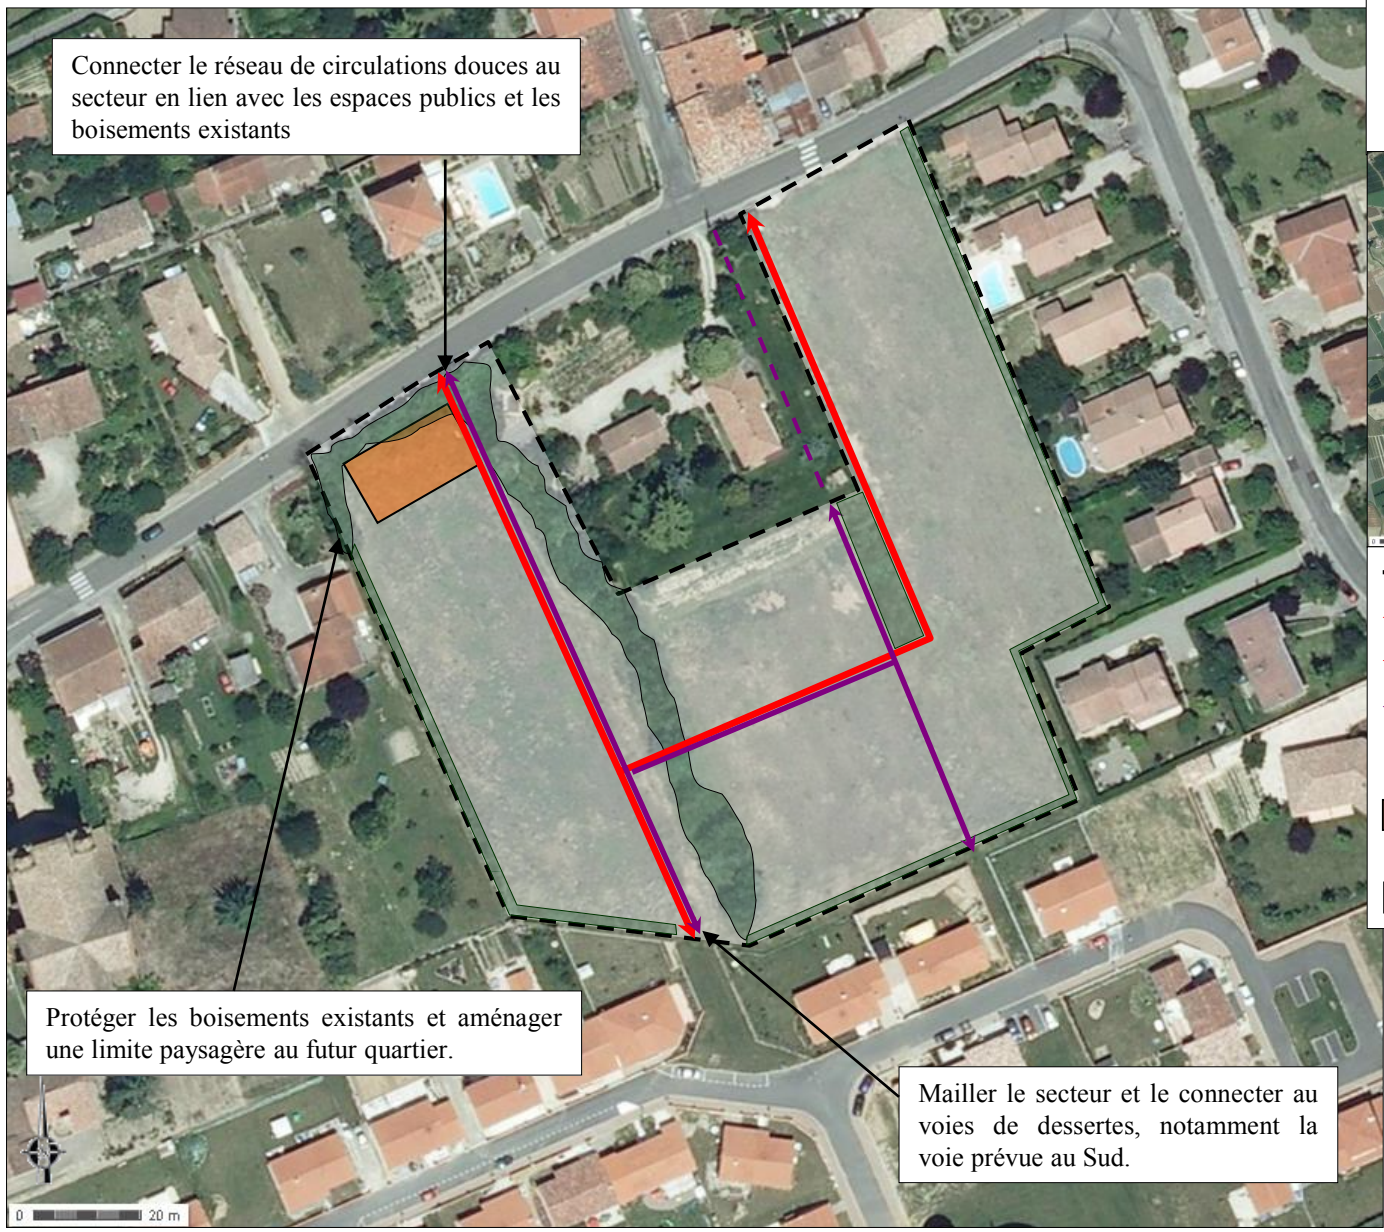 Connecter le réseau de circulations douces au
secteur en lien avec les espaces publics et les
boisements existants
Protéger les boisements existants et aménager
une limite paysagère au futur quartier.
Mailler le secteur et le connecter au
voies de dessertes, notamment la
voie prévue au Sud.
0 20 m